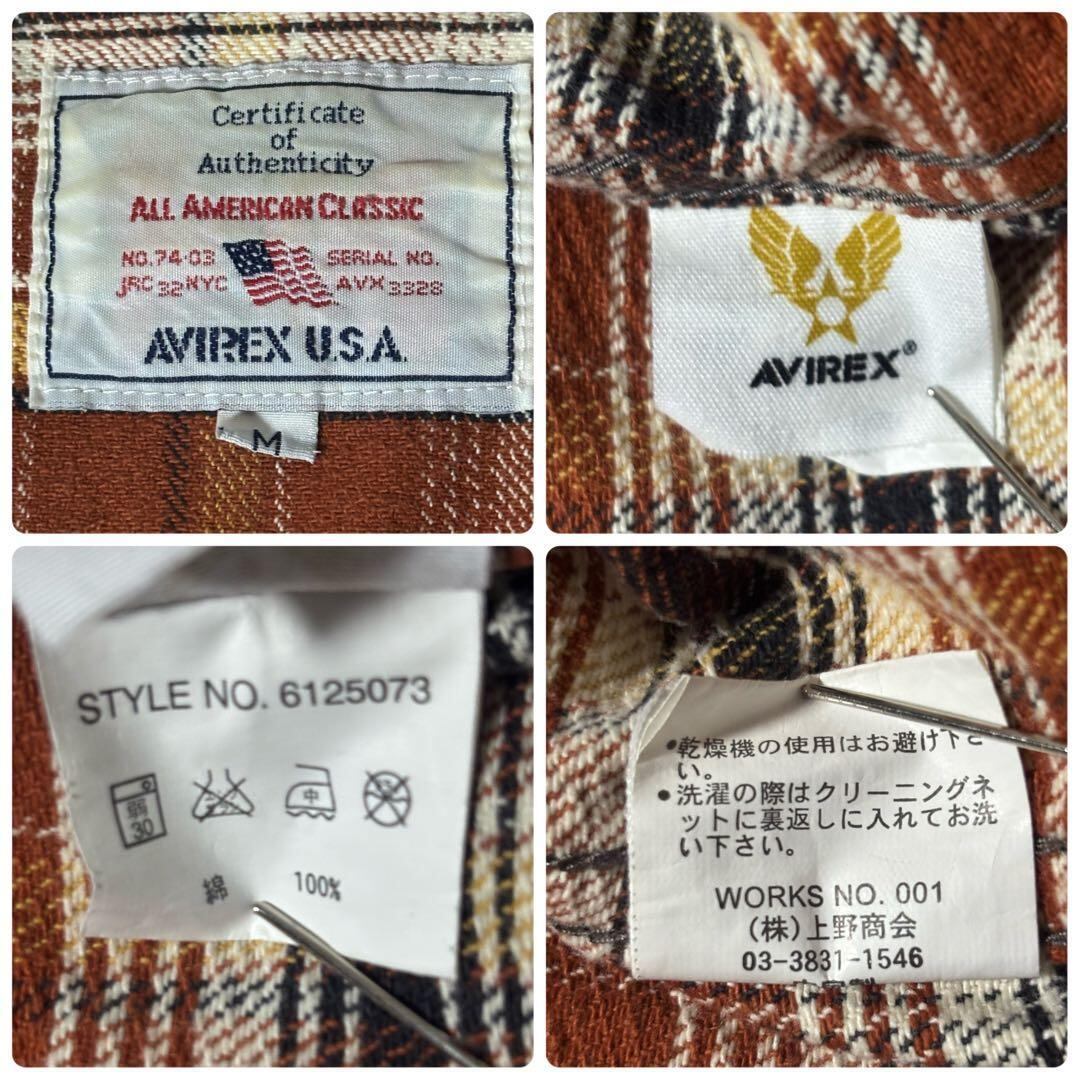 Certificate
of
Authenticity
ALL AMERICAN CLASSIC
NO.74-03 SERIAL NO.
JRC 32 NYC AVX 3328
AVIREX U.S.A.
M
AVIREX®
STYLE NO. 6125073
弱 中
30
綿 100%
•乾燥機の使用はお避け下さ
い。
•洗濯の際はクリーニングネ
ットに裏返しに入れてお洗
い下さい。
WORKS NO. 001
(株)上野商会
03-3831-1546